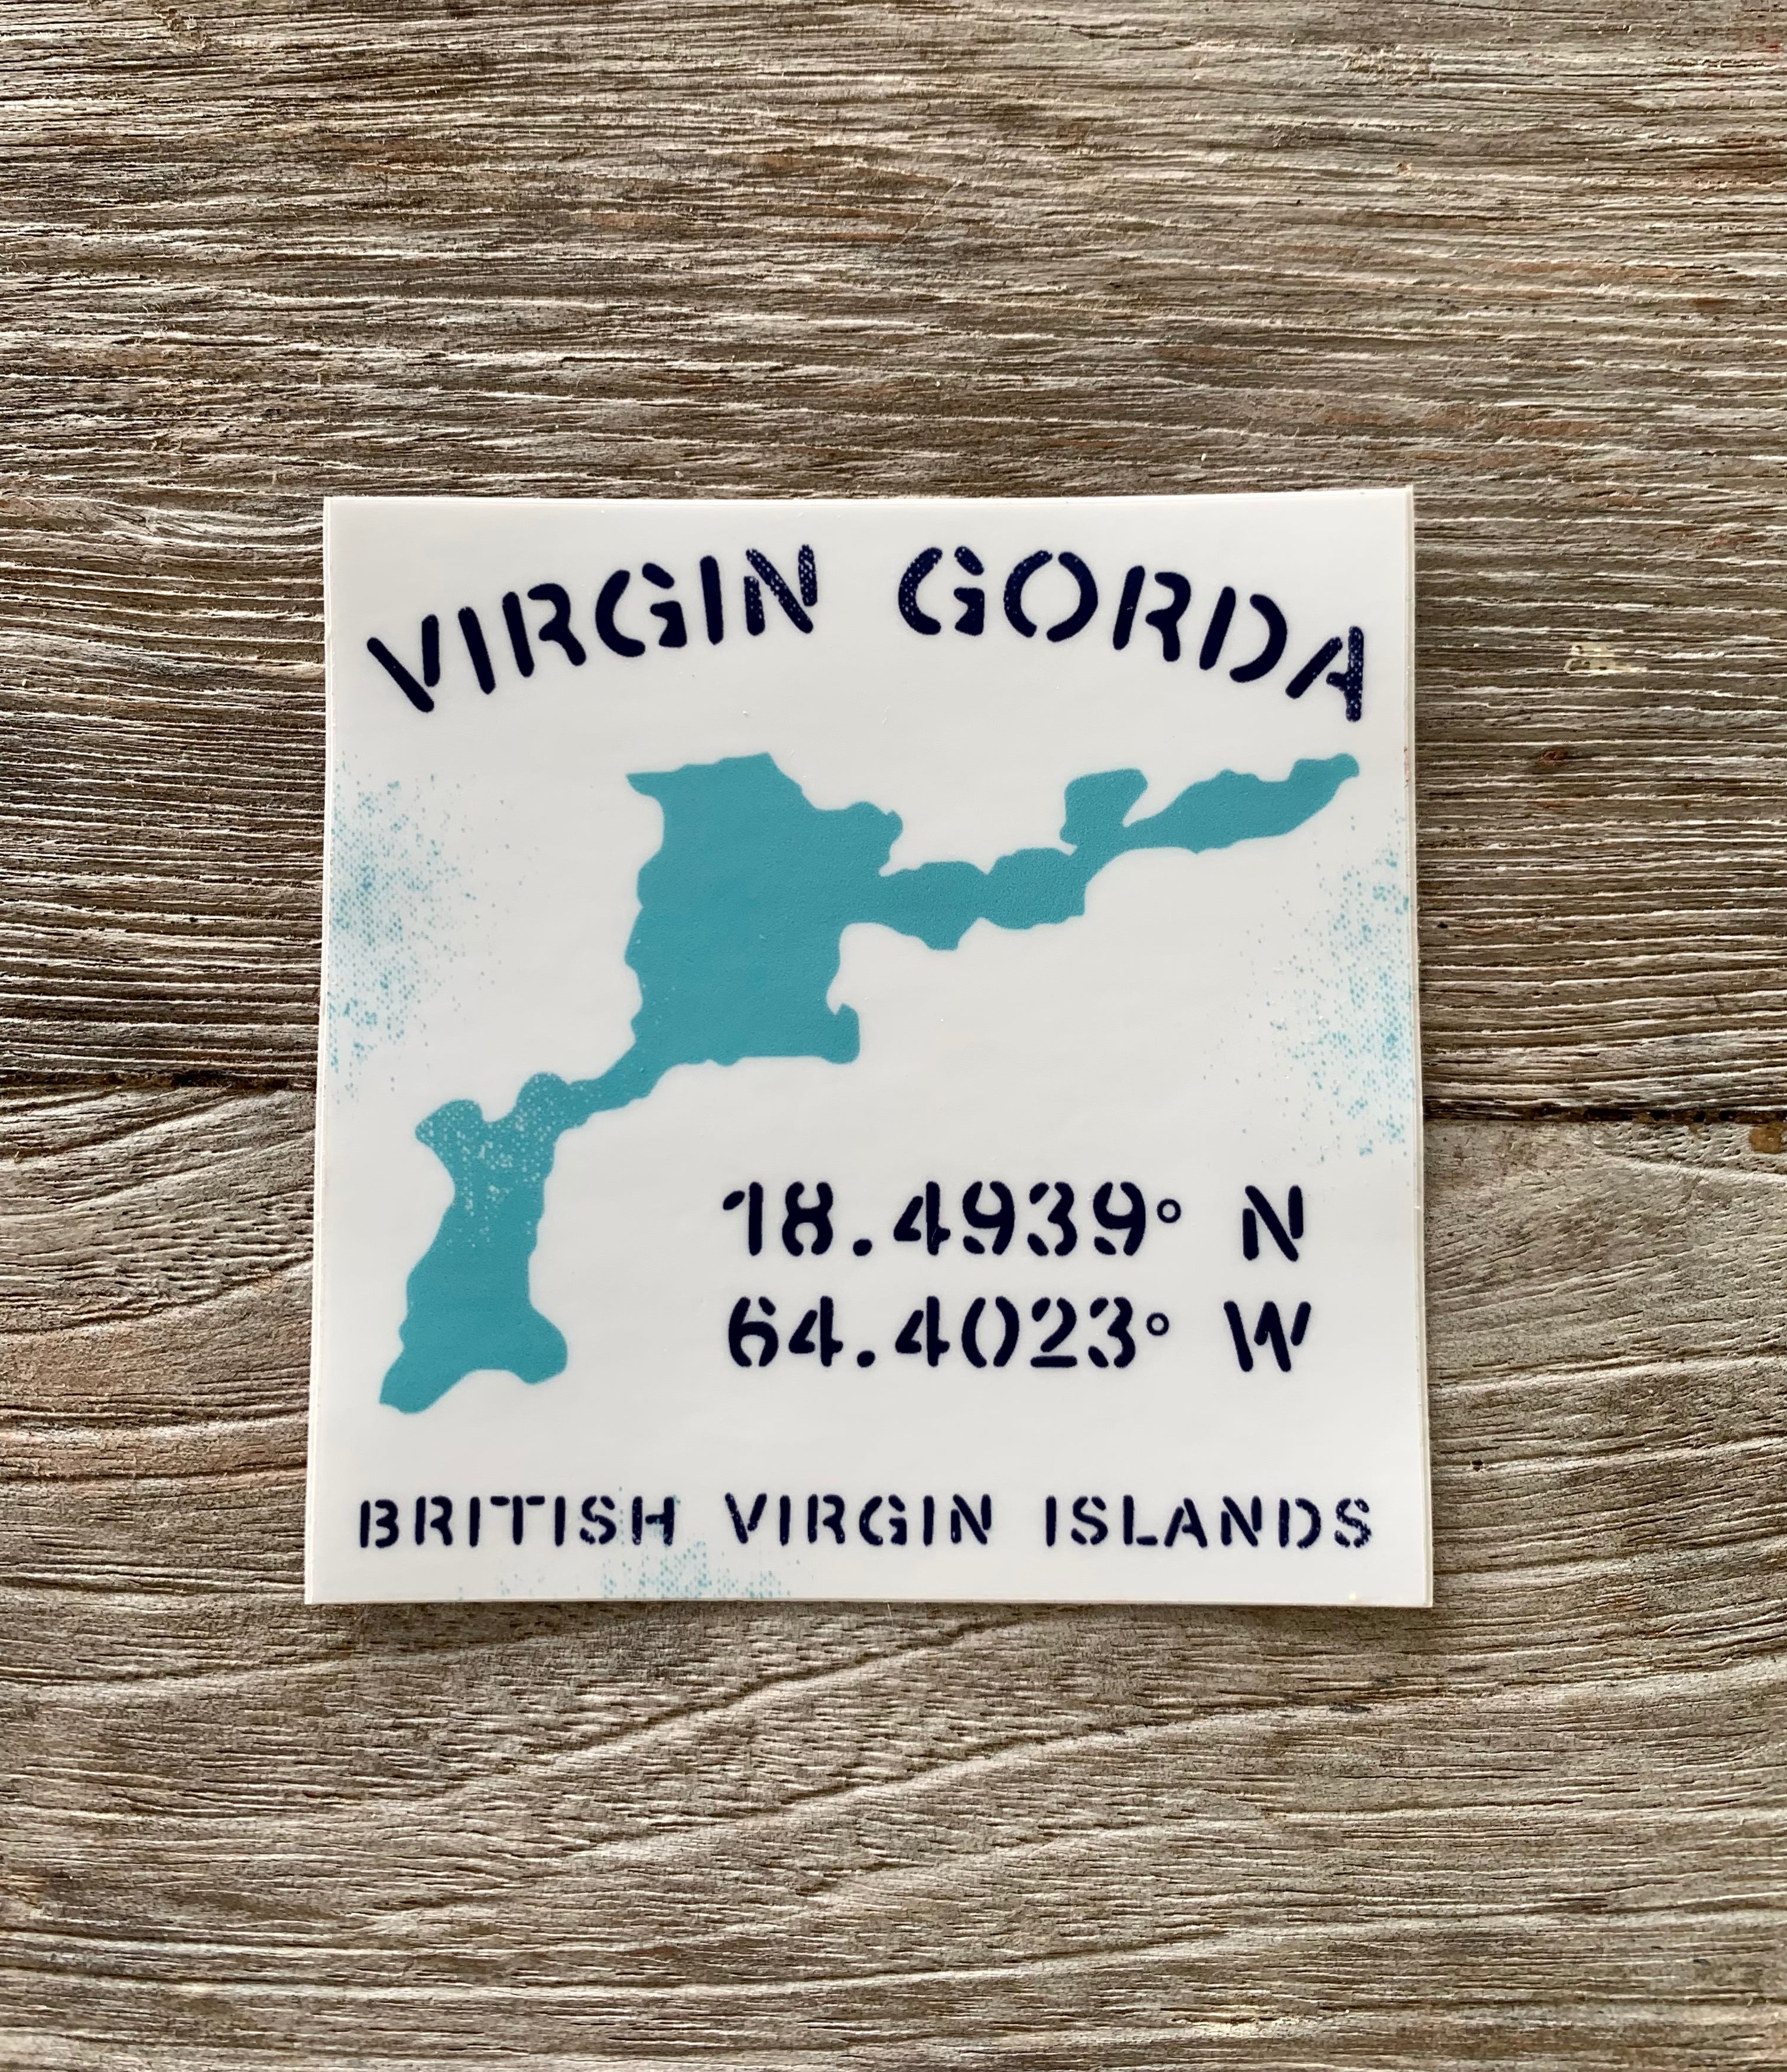 VIRGIN GORDA
18.4939° N
64.4023° W
BRITISH VIRGIN ISLANDS